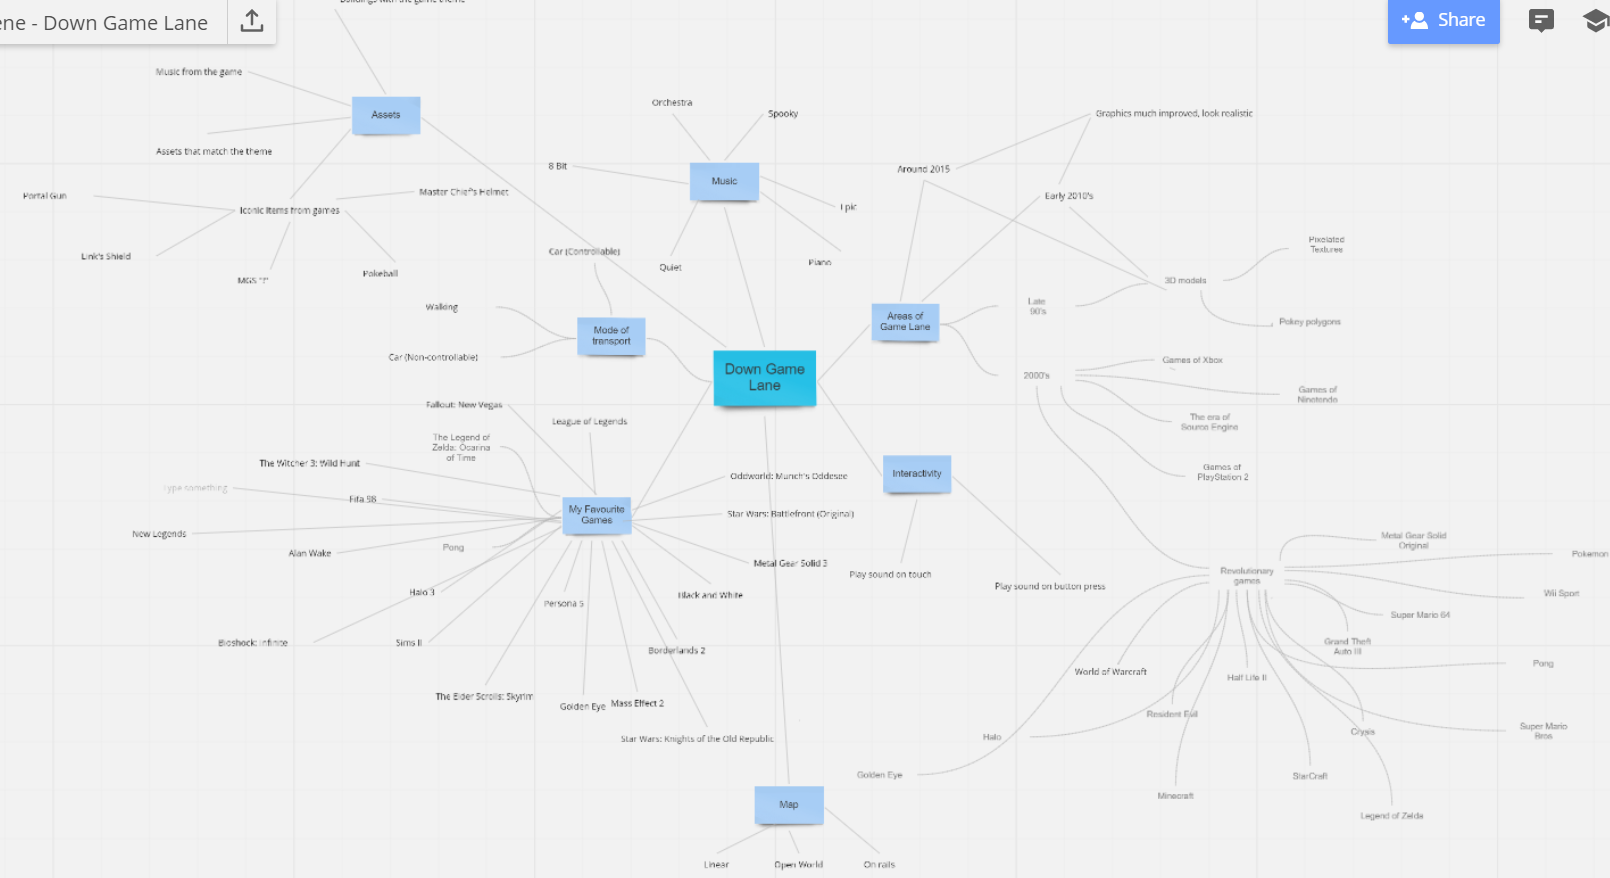 ene - Down Game Lane
Share
Buildings with the game theme
Music from the game
Assets
Assets that match the theme
Portal Gun
Iconic Items from games
Master Chief's Helmet
Link's Shield
MGS "!"
Pokeball
Orchestra
Spooky
8 Bit
Music
Epic
Quiet
Piano
Car (Controllable)
Walking
Mode of
transport
Car (Non-controllable)
Down Game
Lane
Graphics much improved, look realistic
Around 2015
Early 2010's
Areas of
Game Lane
Late
90's
3D models
Pixelated
Textures
Pokey polygons
2000's
Games of Xbox
Games of
Ninetendo
The era of
Source Engine
Games of
PlayStation 2
Fallout: New Vegas
League of Legends
The Legend of
Zelda: Ocarina
of Time
The Witcher 3: Wild Hunt
Type something
Fifa 98
My Favourite
Games
New Legends
Alan Wake
Pong
Halo 3
Bioshock: Infinite
Sims II
Persona 5
The Elder Scrolls: Skyrim
Golden Eye
Mass Effect 2
Star Wars: Knights of the Old Republic
Borderlands 2
Black and White
Metal Gear Solid 3
Star Wars: Battlefront (Original)
Oddworld: Munch's Oddesee
Interactivity
Play sound on touch
Play sound on button press
Revolutionary
games
Metal Gear Solid
Original
Pokemon
Wii Sport
Super Mario 64
Grand Theft
Auto III
Pong
World of Warcraft
Half Life II
Resident Evil
Super Mario
Bros
Crysis
Halo
Golden Eye
StarCraft
Minecraft
Legend of Zelda
Map
Linear
Open World
On rails